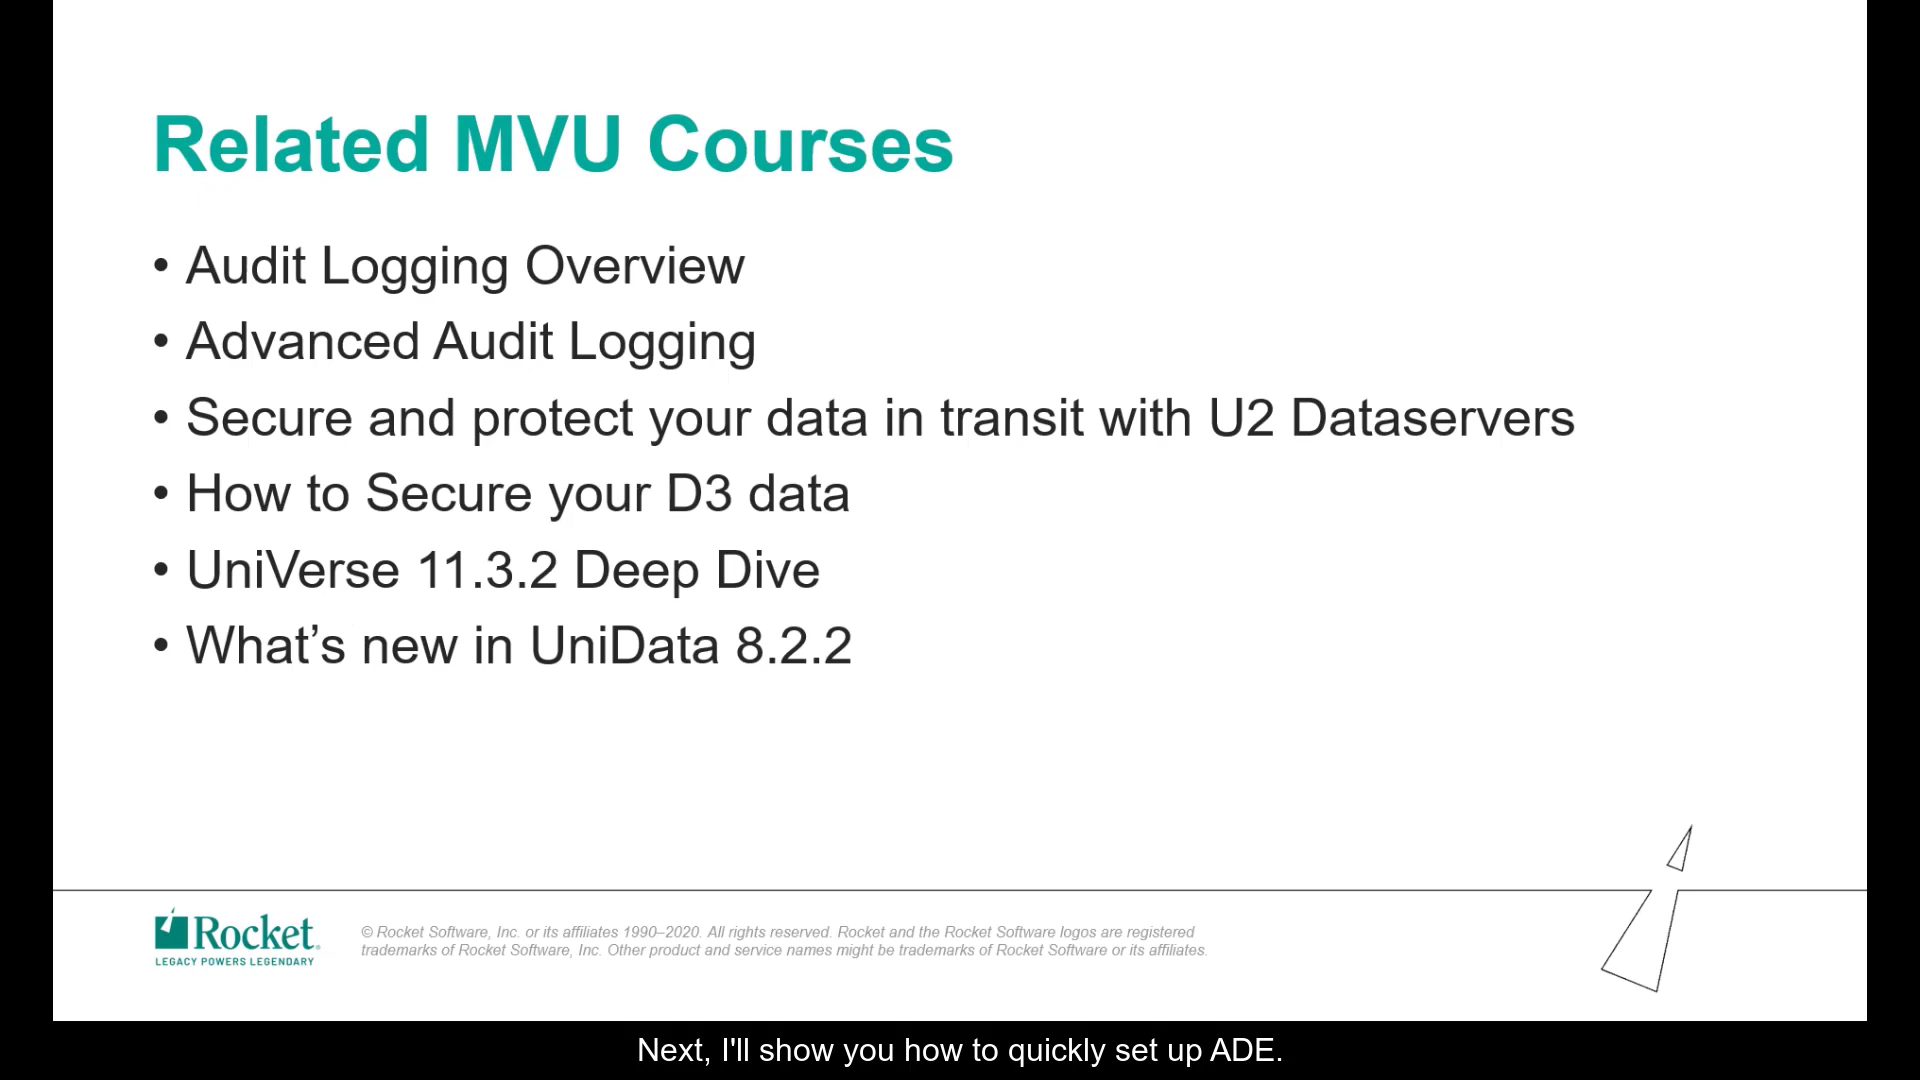 Related MVU Courses
• Audit Logging Overview
• Advanced Audit Logging
• Secure and protect your data in transit with U2 Dataservers
• How to Secure your D3 data
• UniVerse 11.3.2 Deep Dive
• What’s new in UniData 8.2.2
Rocket.
LEGACY POWERS LEGENDARY
© Rocket Software, Inc. or its affiliates 1990–2020. All rights reserved. Rocket and the Rocket Software logos are registered
trademarks of Rocket Software, Inc. Other product and service names might be trademarks of Rocket Software or its affiliates.
Next, I'll show you how to quickly set up ADE.